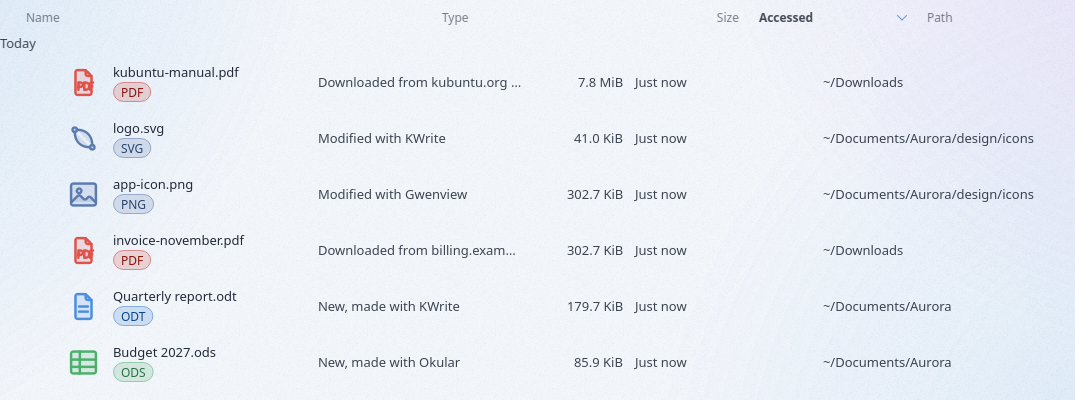 Name Type Size Accessed Path
Today
kubuntu-manual.pdf
PDF
Downloaded from kubuntu.org ... 7.8 MiB Just now ~/Downloads
logo.svg
SVG
Modified with KWrite 41.0 KiB Just now ~/Documents/Aurora/design/icons
app-icon.png
PNG
Modified with Gwenview 302.7 KiB Just now ~/Documents/Aurora/design/icons
invoice-november.pdf
PDF
Downloaded from billing.exam... 302.7 KiB Just now ~/Downloads
Quarterly report.odt
ODT
New, made with KWrite 179.7 KiB Just now ~/Documents/Aurora
Budget 2027.ods
ODS
New, made with Okular 85.9 KiB Just now ~/Documents/Aurora